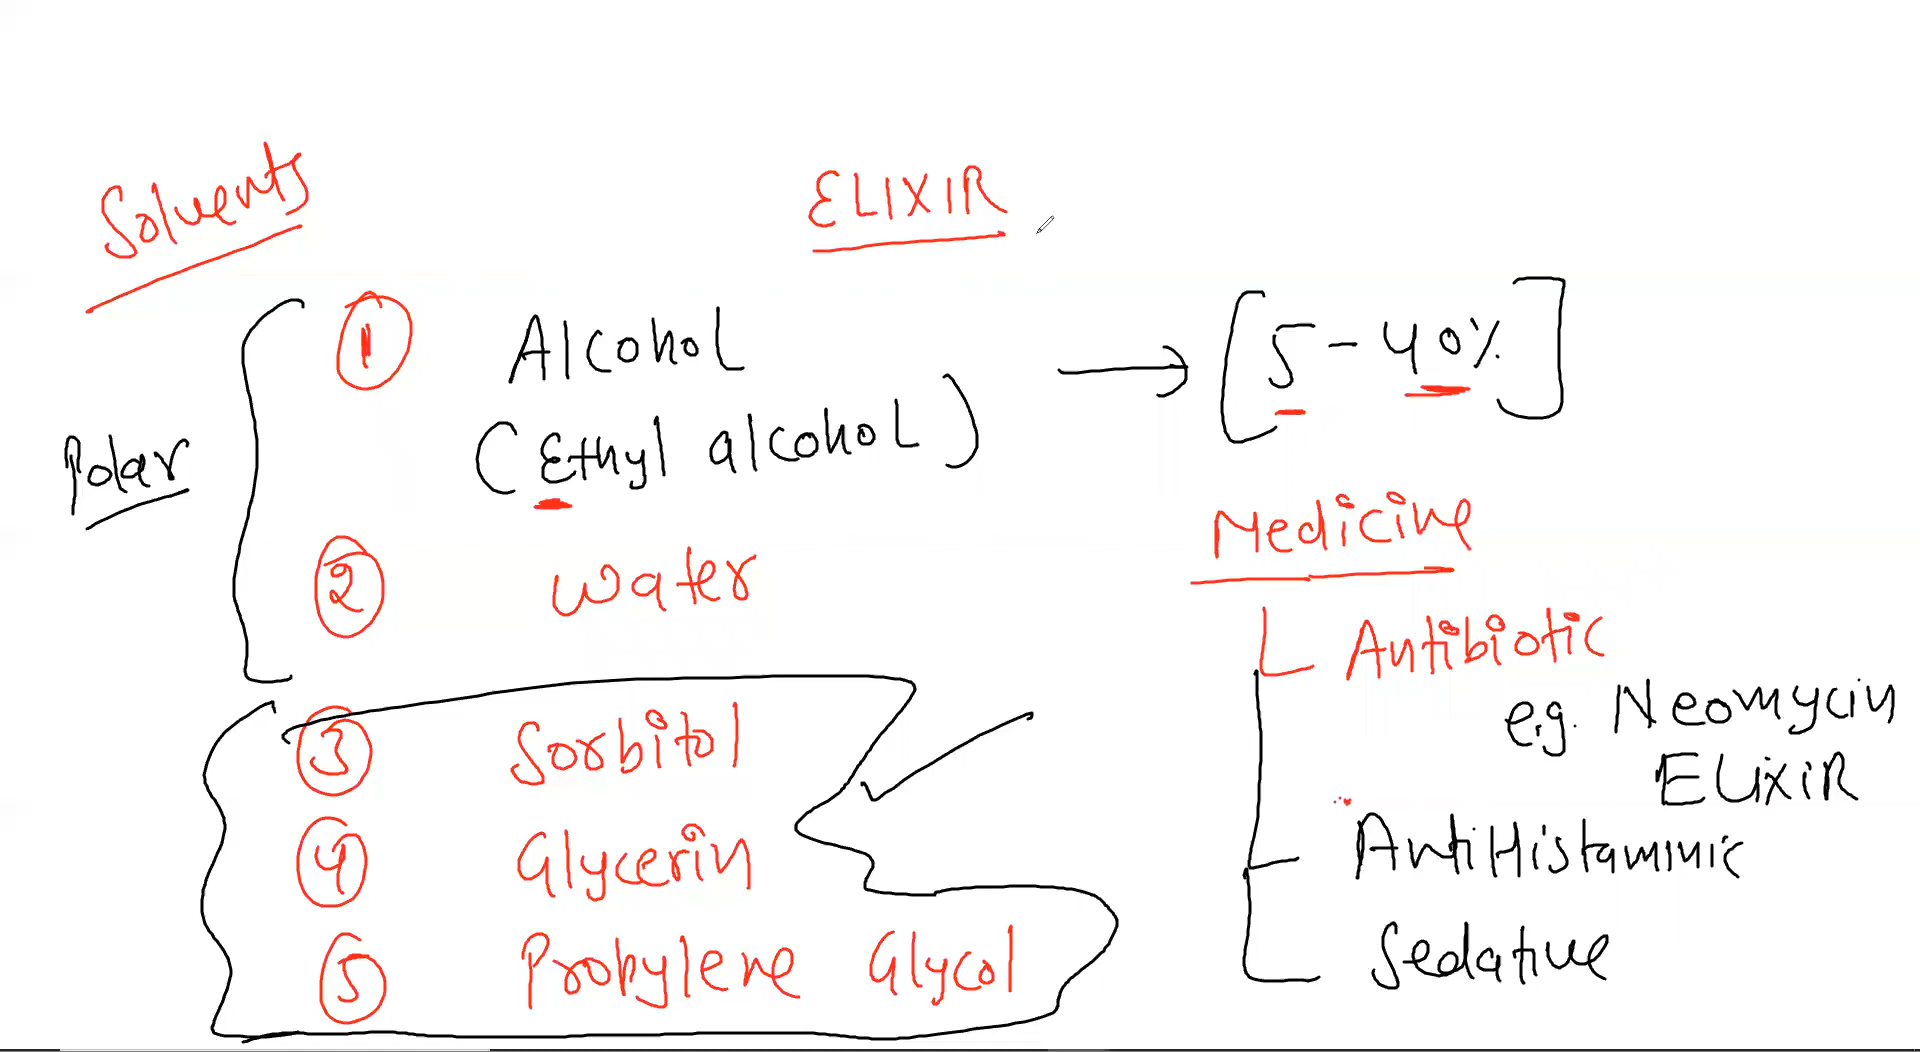 Solvents
ELIXIR
Polar
1 Alcohol
(Ethyl alcohol)
→ [5-40%]
2 Water
3 Sorbitol
4 Glycerin
5 Propylene Glycol
Medicine
Antibiotic
e.g. Neomycin
ELixiR
AntiHistaminic
Sedative